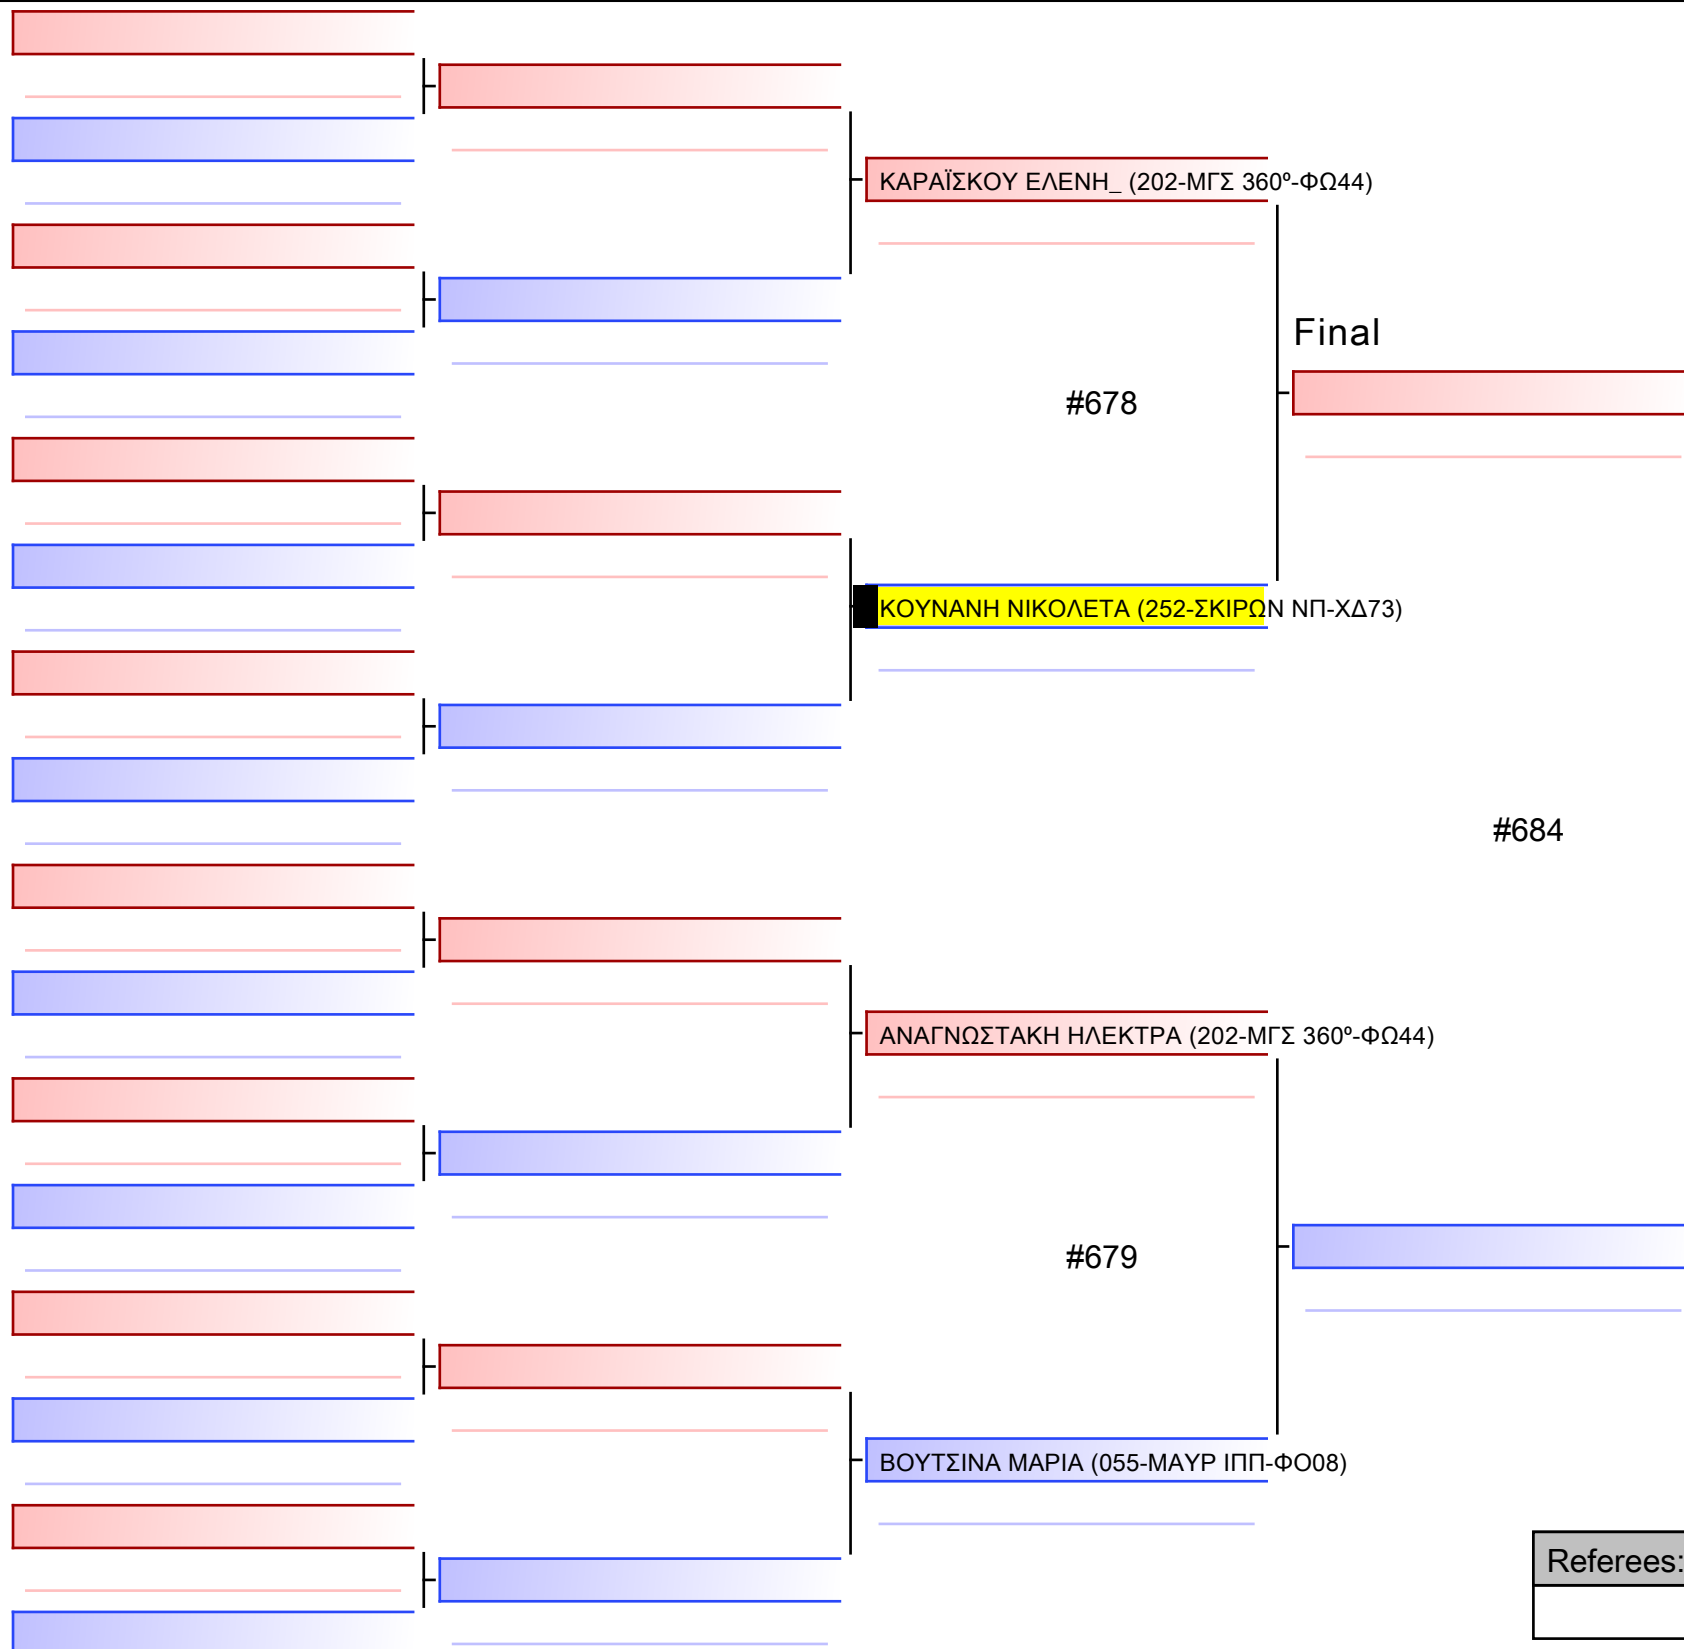 ΚΑΡΑΪΣΚΟΥ ΕΛΕΝΗ_ (202-ΜΓΣ 360º-ΦΩ44)
Final
#678
ΚΟΥΝΑΝΗ ΝΙΚΟΛΕΤΑ (252-ΣΚΙΡΩΝ ΝΠ-ΧΔ73)
#684
ΑΝΑΓΝΩΣΤΑΚΗ ΗΛΕΚΤΡΑ (202-ΜΓΣ 360º-ΦΩ44)
#679
ΒΟΥΤΣΙΝΑ ΜΑΡΙΑ (055-ΜΑΥΡ ΙΠΠ-ΦΟ08)
Referees: